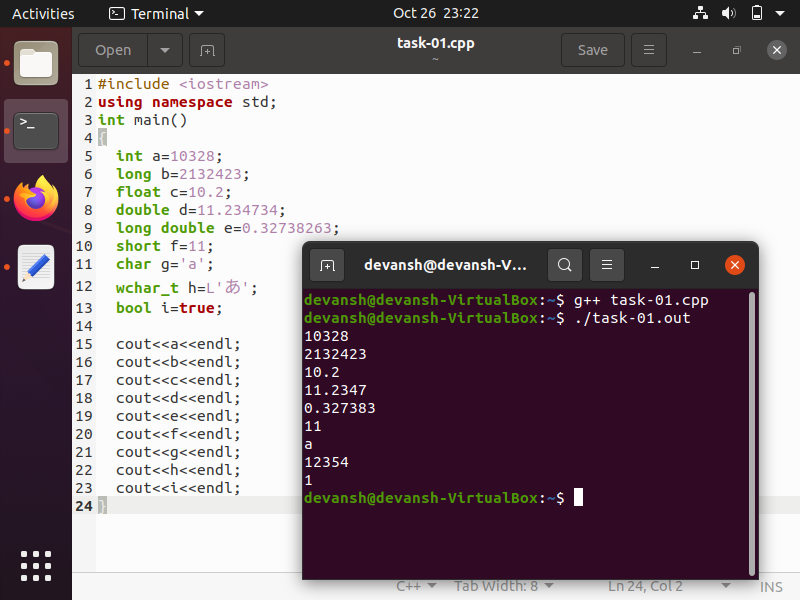 Activities Terminal Oct 26 23:22
Open task-01.cpp Save
~
1 #include <iostream>
2 using namespace std;
3 int main()
4 {
5 int a=10328;
6 long b=2132423;
7 float c=10.2;
8 double d=11.234734;
9 long double e=0.32738263;
10 short f=11;
11 char g='a';
12 wchar_t h=L'あ';
13 bool i=true;
14
15 cout<<a<<endl;
16 cout<<b<<endl;
17 cout<<c<<endl;
18 cout<<d<<endl;
19 cout<<e<<endl;
20 cout<<f<<endl;
21 cout<<g<<endl;
22 cout<<h<<endl;
23 cout<<i<<endl;
24 }
devansh@devansh-V...
devansh@devansh-VirtualBox:~$ g++ task-01.cpp
devansh@devansh-VirtualBox:~$ ./task-01.out
10328
2132423
10.2
11.2347
0.327383
11
a
12354
1
devansh@devansh-VirtualBox:~$
C++ Tab Width: 8 Ln 24, Col 2 INS